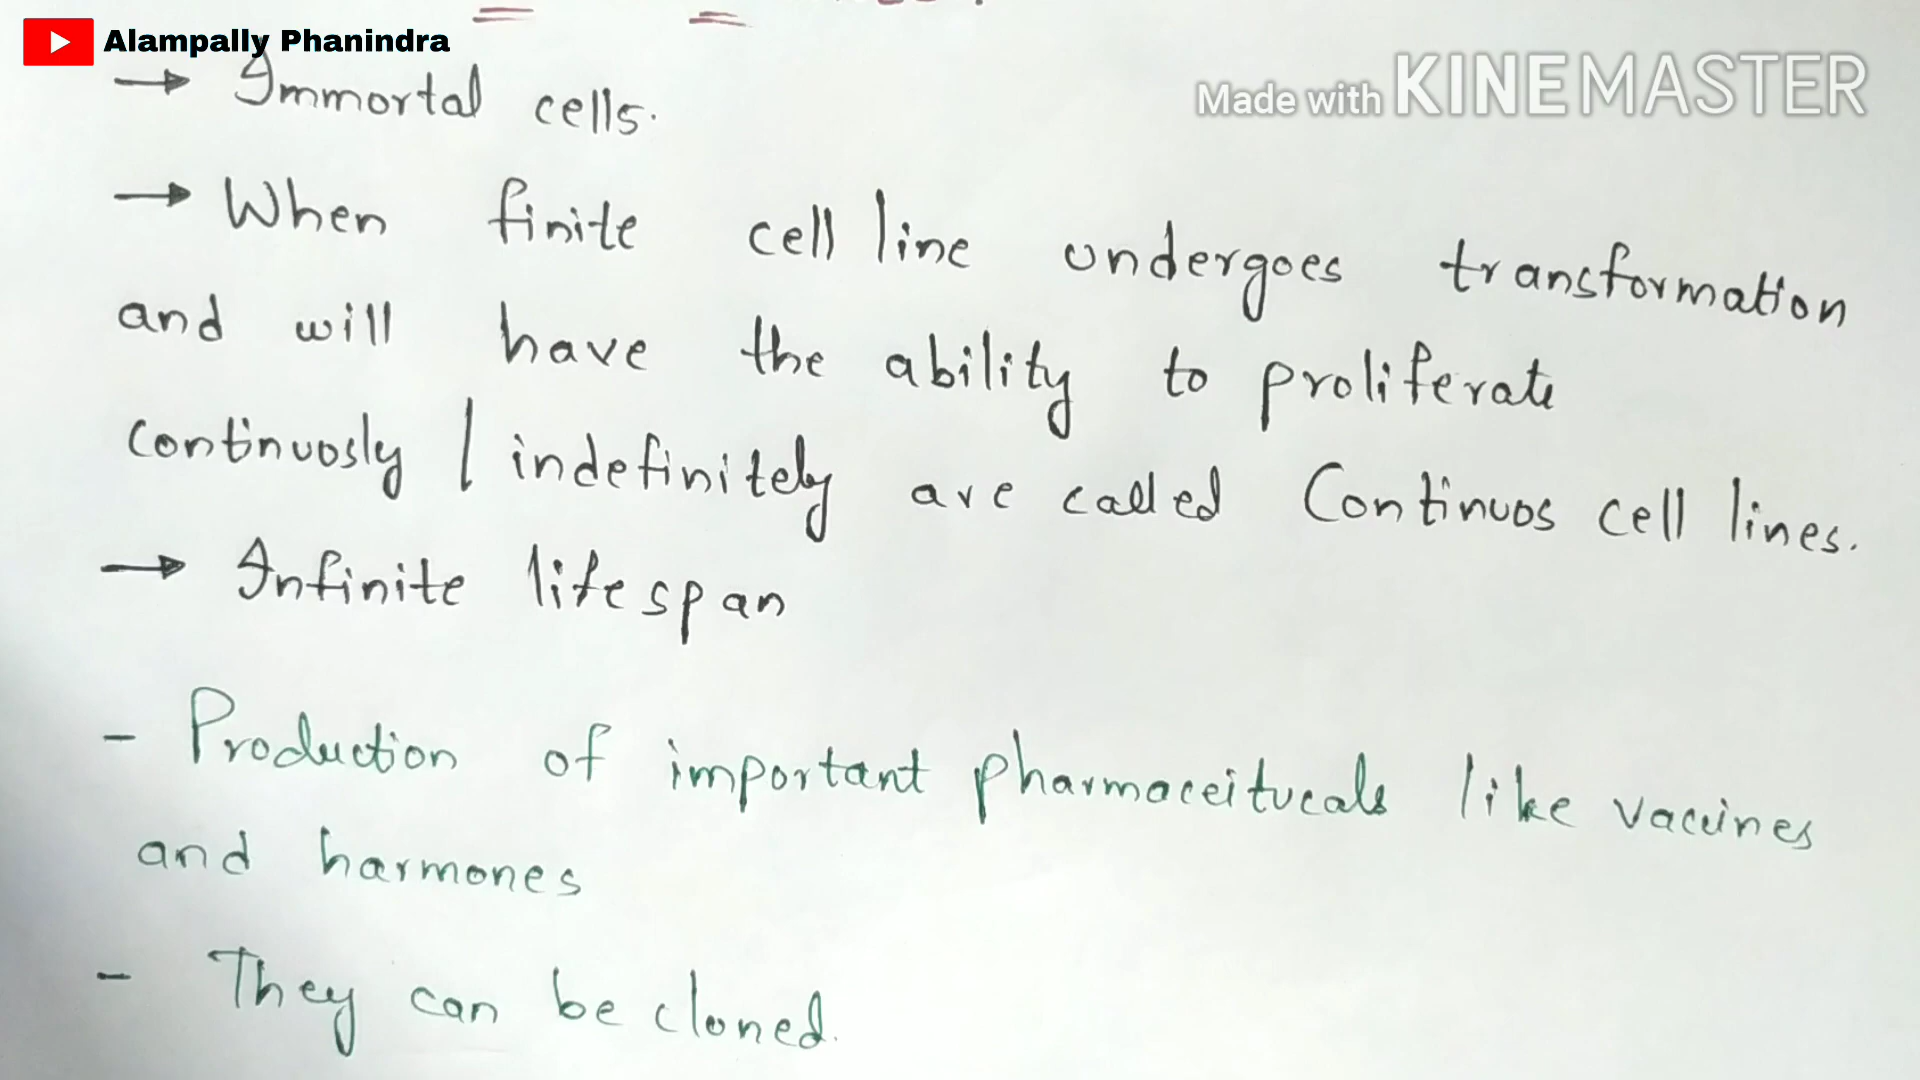 Alampally Phanindra
Made with KINEMASTER
→ Immortal cells.
→ When finite cell line undergoes transformation
and will have the ability to proliferate
continuosly / indefinitely are called Continuos cell lines.
→ Infinite lifespan
- Production of important pharmaceitucals like vaccines
and harmones
- They can be cloned.